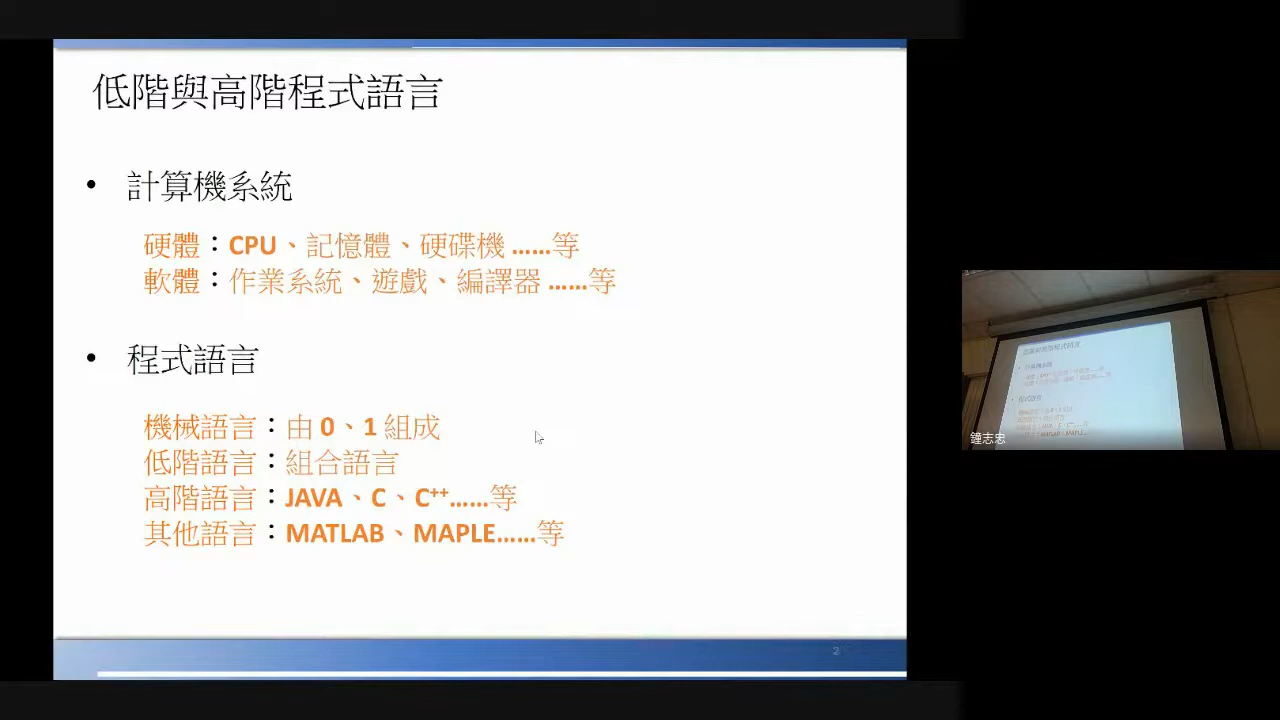 低階與高階程式語言
• 計算機系統
硬體：CPU、記憶體、硬碟機 ……等
軟體：作業系統、遊戲、編譯器 ……等
• 程式語言
機械語言：由 0、1 組成
低階語言：組合語言
高階語言：JAVA、C、C++……等
其他語言：MATLAB、MAPLE……等
2
鐘志忠